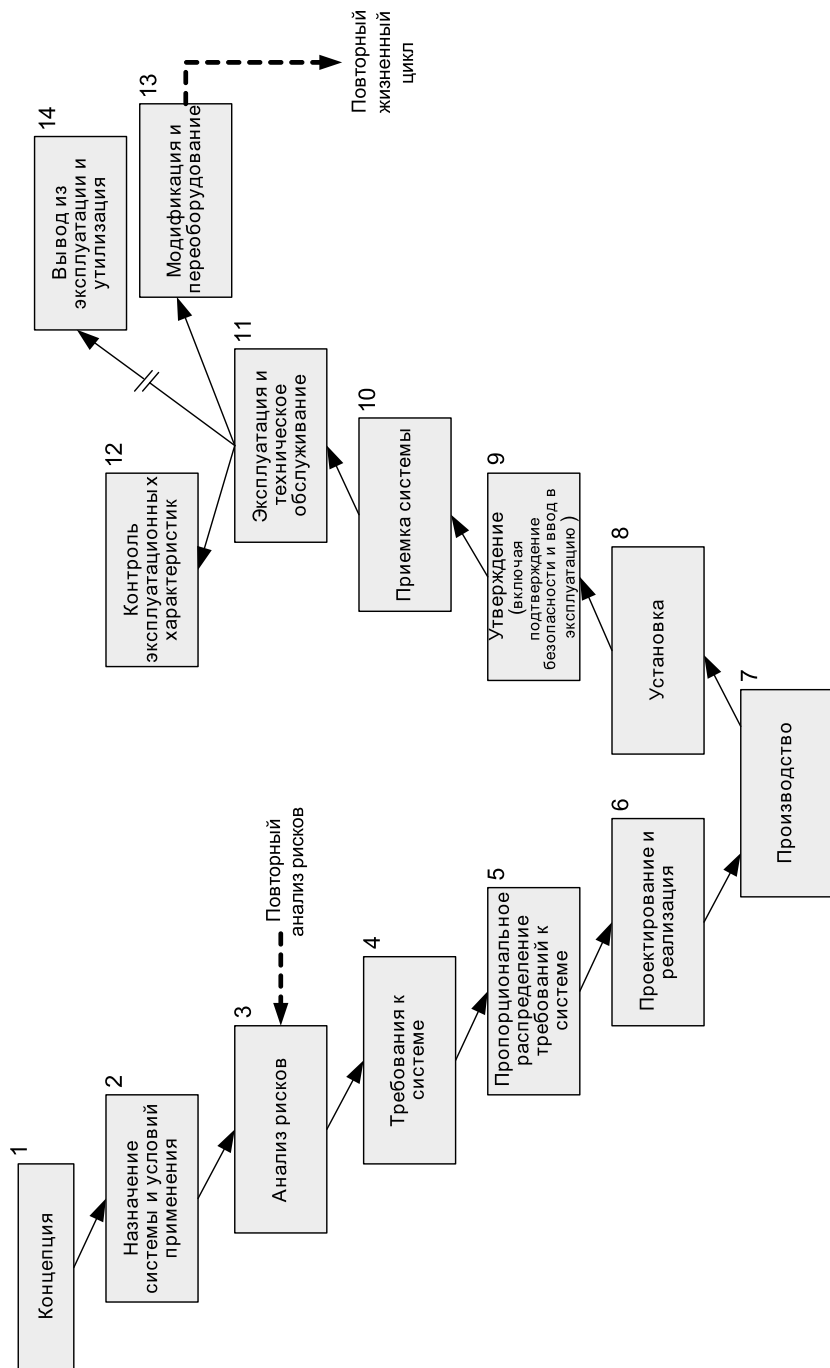 1
Концепция
2
Назначение
системы и условий
применения
3
Анализ рисков
Повторный
анализ рисков
4
Требования к
системе
5
Пропорциональное
распределение
требований к
системе
6
Проектирование и
реализация
7
Производство
8
Установка
9
Утверждение
(включая
подтверждение
безопасности и ввод в
эксплуатацию )
10
Приемка системы
11
Эксплуатация и
техническое
обслуживание
12
Контроль
эксплуатационных
характеристик
13
Модификация и
переоборудование
14
Вывод из
эксплуатации и
утилизация
Повторный
жизненный
цикл